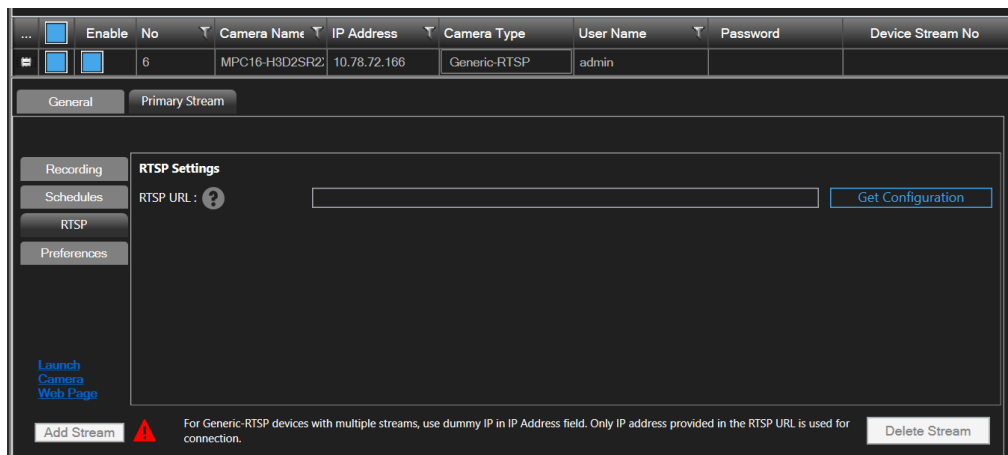 ... Enable No Camera Name IP Address Camera Type User Name Password Device Stream No
6 MPC16-H3D2SR2 10.78.72.166 Generic-RTSP admin
General Primary Stream
Recording RTSP Settings
Schedules RTSP URL : ? Get Configuration
RTSP
Preferences
Launch
Camera
Web Page
Add Stream For Generic-RTSP devices with multiple streams, use dummy IP in IP Address field. Only IP address provided in the RTSP URL is used for
connection. Delete Stream